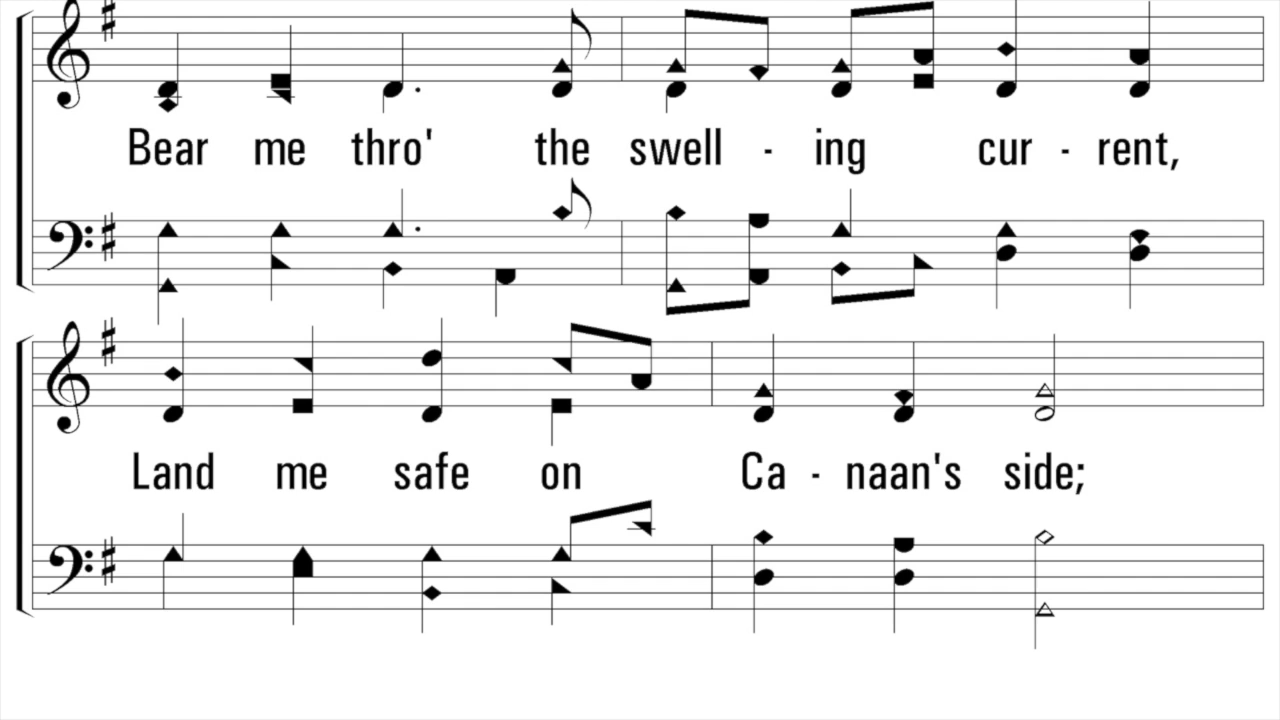 Bear me thro' the swell - ing cur - rent,
Land me safe on Ca - naan's side;